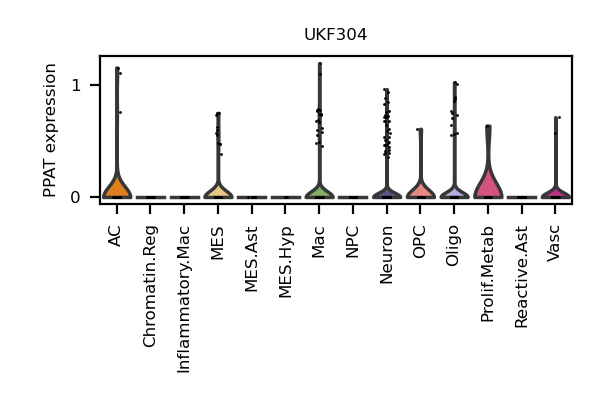 UKF304
PPAT expression
1
0
AC
Chromatin.Reg
Inflammatory.Mac
MES
MES.Ast
MES.Hyp
Mac
NPC
Neuron
OPC
Oligo
Prolif.Metab
Reactive.Ast
Vasc